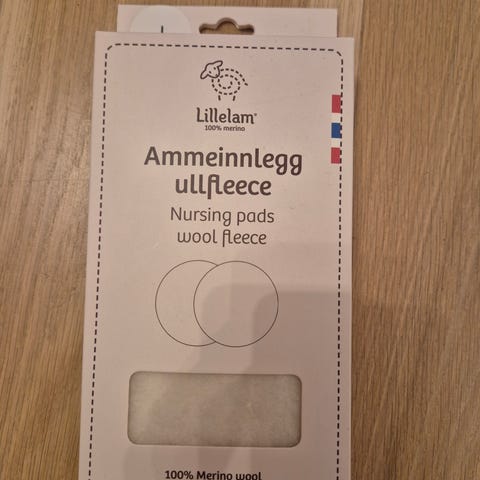 Lillelam®
100% merino
Ammeinnlegg
ullfleece
Nursing pads
wool fleece
100% Merino wool